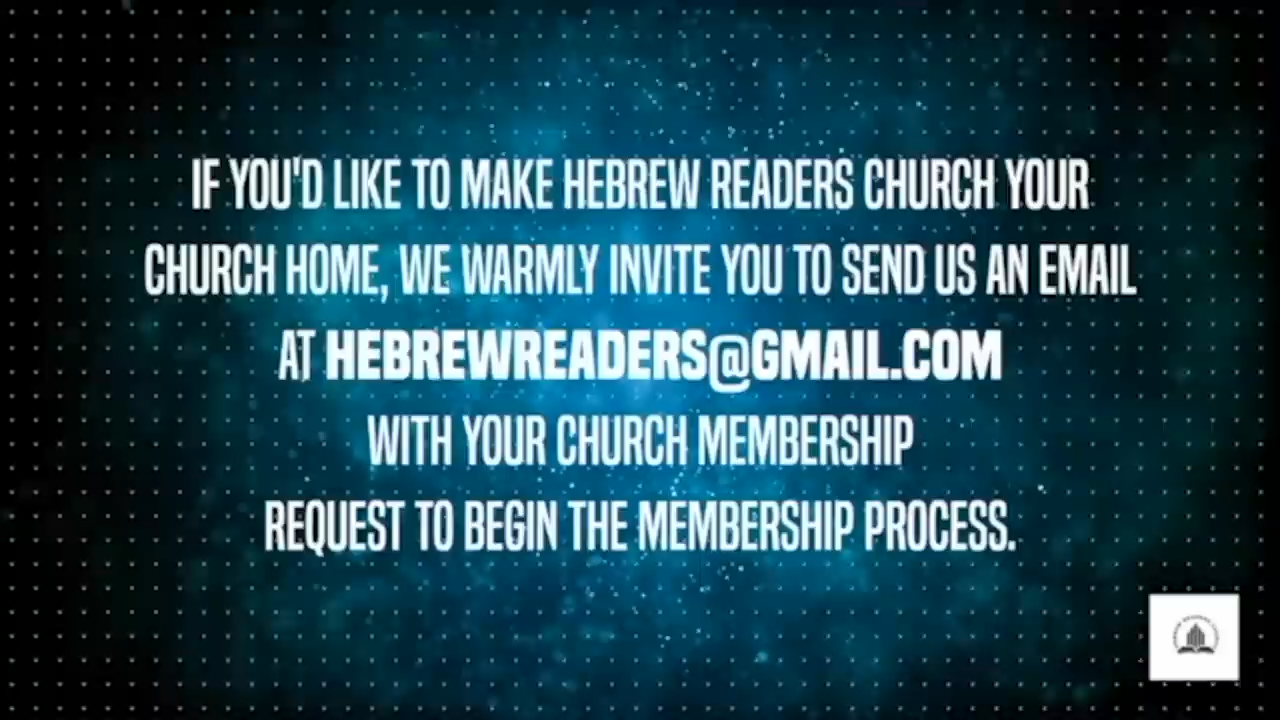 IF YOU'D LIKE TO MAKE HEBREW READERS CHURCH YOUR
CHURCH HOME, WE WARMLY INVITE YOU TO SEND US AN EMAIL
AT HEBREWREADERS@GMAIL.COM
WITH YOUR CHURCH MEMBERSHIP
REQUEST TO BEGIN THE MEMBERSHIP PROCESS.